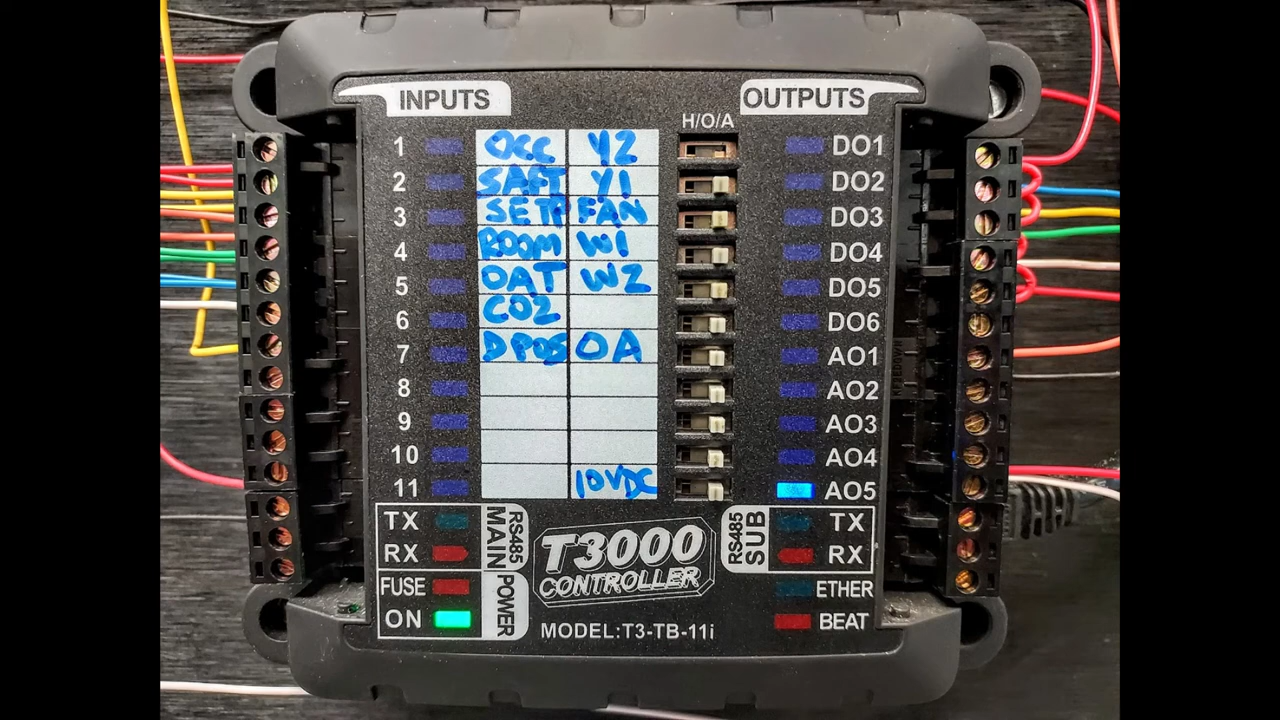 INPUTS OUTPUTS
H/O/A
1 OCC Y2 DO1
2 SAFT Y1 DO2
3 SETP FAN DO3
4 ROOM W1 DO4
5 OAT W2 DO5
6 CO2 DO6
7 DPOS OA AO1
8 AO2
9 AO3
10 AO4
11 10VDC AO5
TX RS485 MAIN RS485 SUB TX
RX T3000 RX
FUSE POWER CONTROLLER ETHER
ON MODEL:T3-TB-11i BEAT